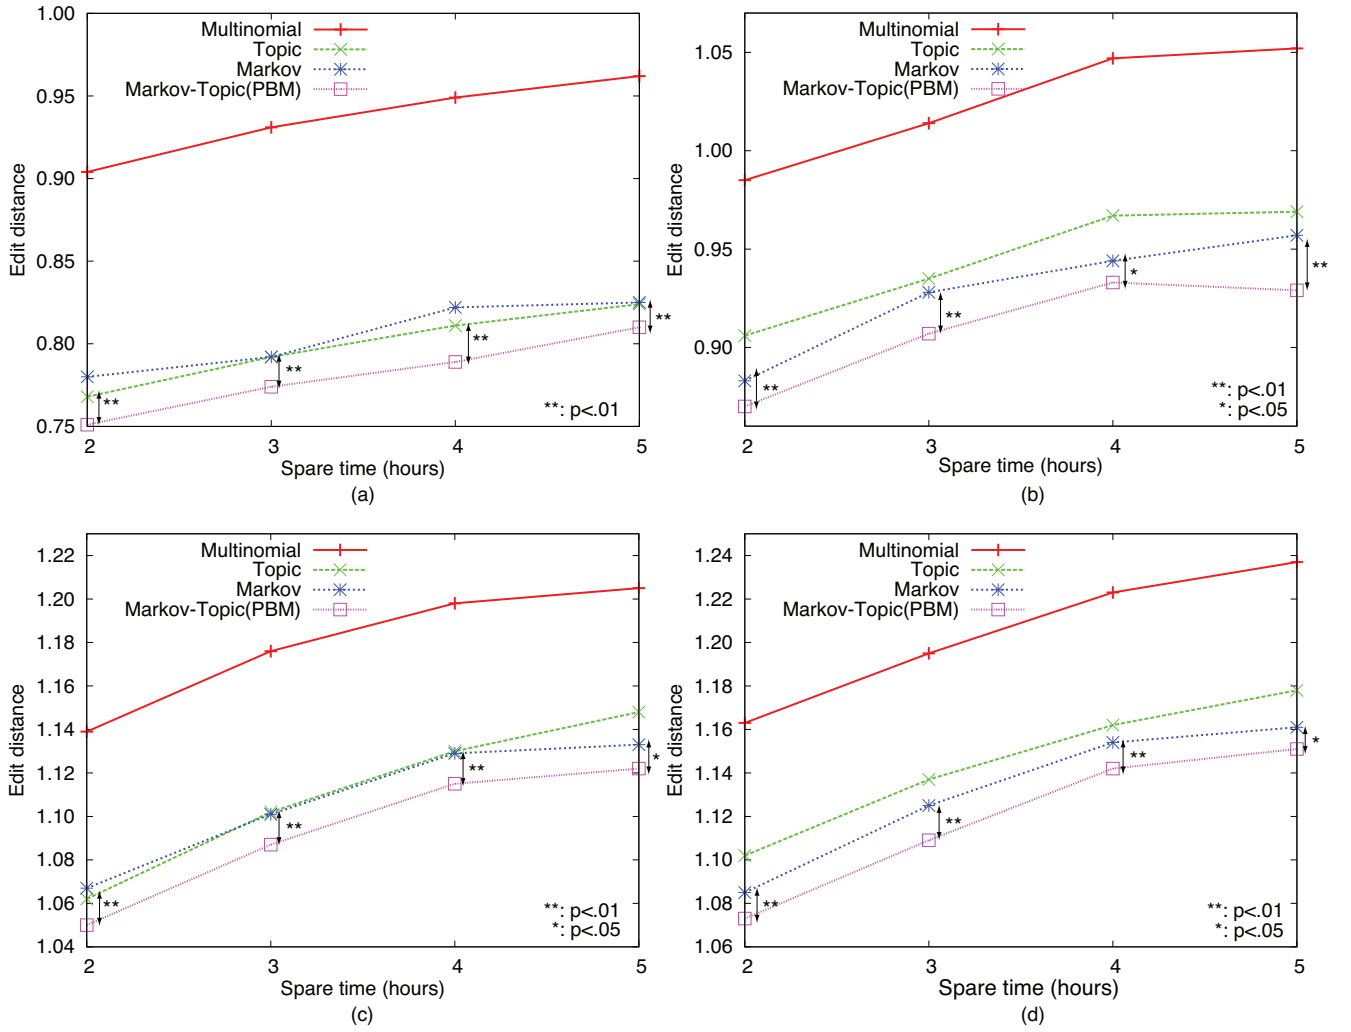 1.00
0.95
0.90
0.85
0.80
0.75
Edit distance
Multinomial
Topic
Markov
Markov-Topic(PBM)
**
**
**
**
**: p<.01
2 3 4 5
Spare time (hours)
(a)
1.05
1.00
0.95
0.90
Edit distance
Multinomial
Topic
Markov
Markov-Topic(PBM)
**
**
*
**
**: p<.01
*: p<.05
2 3 4 5
Spare time (hours)
(b)
1.22
1.20
1.18
1.16
1.14
1.12
1.10
1.08
1.06
1.04
Edit distance
Multinomial
Topic
Markov
Markov-Topic(PBM)
**
**
**
*
**: p<.01
*: p<.05
2 3 4 5
Spare time (hours)
(c)
1.24
1.22
1.20
1.18
1.16
1.14
1.12
1.10
1.08
1.06
Edit distance
Multinomial
Topic
Markov
Markov-Topic(PBM)
**
**
**
*
**: p<.01
*: p<.05
2 3 4 5
Spare time (hours)
(d)